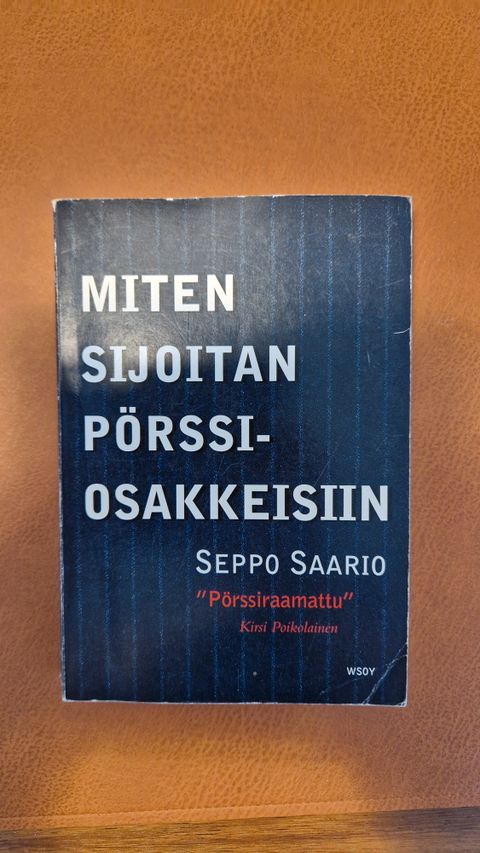 MITEN
SIJOITAN
PÖRSSI-
OSAKKEISIIN
SEPPO SAARIO
"Pörssiraamattu"
Kirsi Poikolainen
WSOY